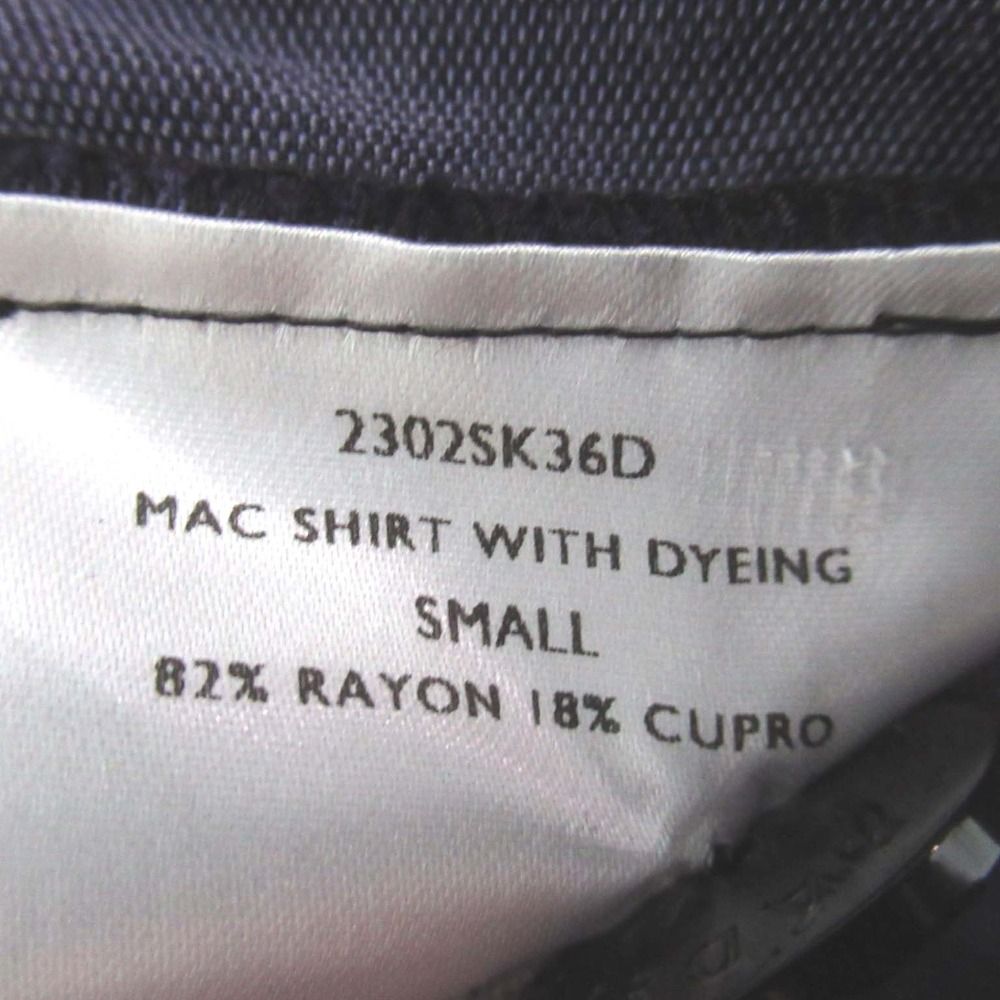 2302SK36D
MAC SHIRT WITH DYEING
SMALL
82% RAYON 18% CUPRO